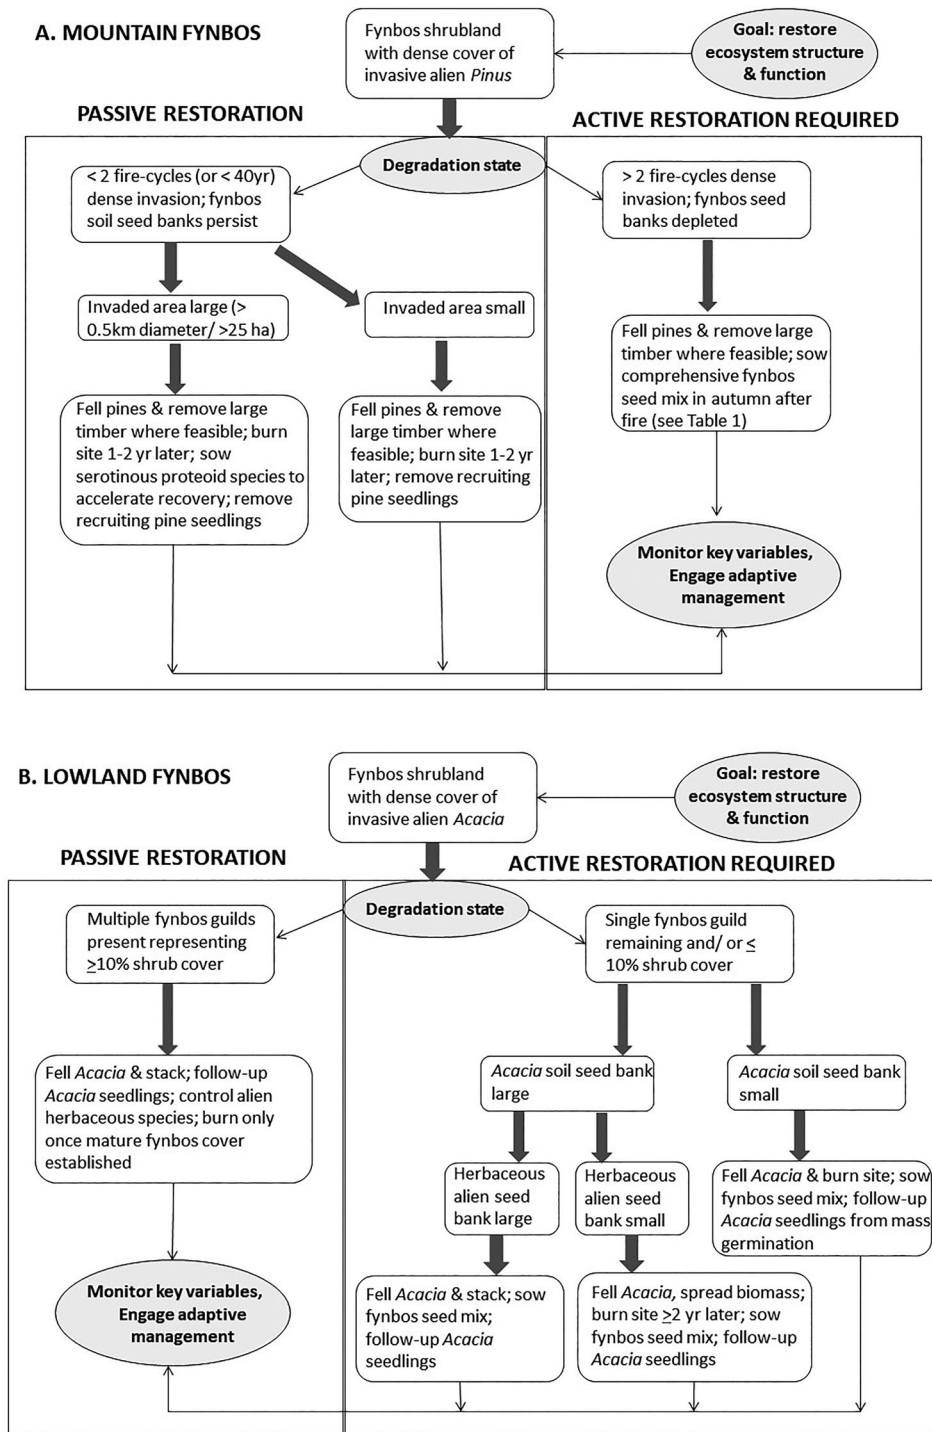 A. MOUNTAIN FYNBOS
Fynbos shrubland
with dense cover of
invasive alien Pinus
Goal: restore
ecosystem structure
& function
PASSIVE RESTORATION
ACTIVE RESTORATION REQUIRED
Degradation state
< 2 fire-cycles (or < 40yr)
dense invasion; fynbos
soil seed banks persist
> 2 fire-cycles dense
invasion; fynbos seed
banks depleted
Invaded area large (>
0.5km diameter/ >25 ha)
Invaded area small
Fell pines & remove large
timber where feasible; sow
comprehensive fynbos
seed mix in autumn after
fire (see Table 1)
Fell pines & remove large
timber where feasible; burn
site 1-2 yr later; sow
serotinous proteoid species to
accelerate recovery; remove
recruiting pine seedlings
Fell pines & remove
large timber where
feasible; burn site 1-2 yr
later; remove recruiting
pine seedlings
Monitor key variables,
Engage adaptive
management
B. LOWLAND FYNBOS
Fynbos shrubland
with dense cover of
invasive alien Acacia
Goal: restore
ecosystem structure
& function
PASSIVE RESTORATION
ACTIVE RESTORATION REQUIRED
Degradation state
Multiple fynbos guilds
present representing
≥10% shrub cover
Single fynbos guild
remaining and/ or ≤
10% shrub cover
Fell Acacia & stack; follow-up
Acacia seedlings; control alien
herbaceous species; burn only
once mature fynbos cover
established
Acacia soil seed bank
large
Acacia soil seed bank
small
Herbaceous
alien seed
bank large
Herbaceous
alien seed
bank small
Fell Acacia & burn site; sow
fynbos seed mix; follow-up
Acacia seedlings from mass
germination
Monitor key variables,
Engage adaptive
management
Fell Acacia & stack; sow
fynbos seed mix;
follow-up Acacia
seedlings
Fell Acacia, spread biomass;
burn site ≥2 yr later; sow
fynbos seed mix; follow-up
Acacia seedlings